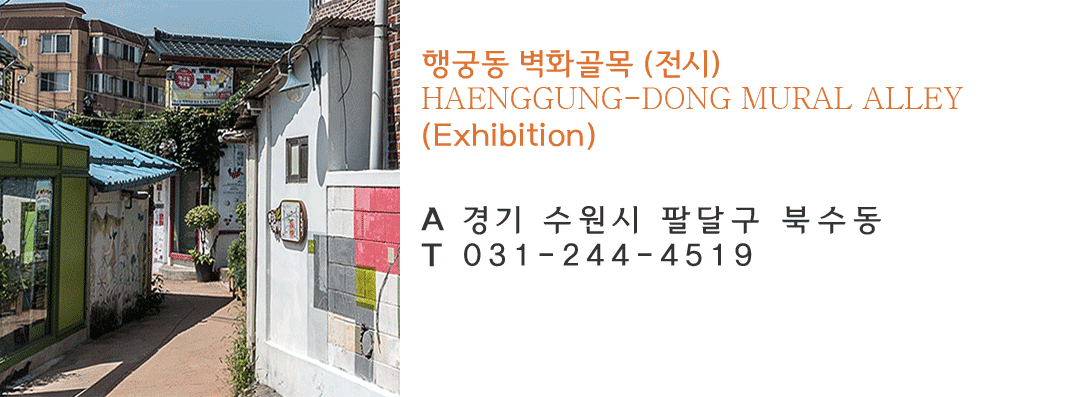 행궁동 벽화골목 (전시)
HAENGGUNG-DONG MURAL ALLEY
(Exhibition)
A 경기 수원시 팔달구 북수동
T 031-244-4519